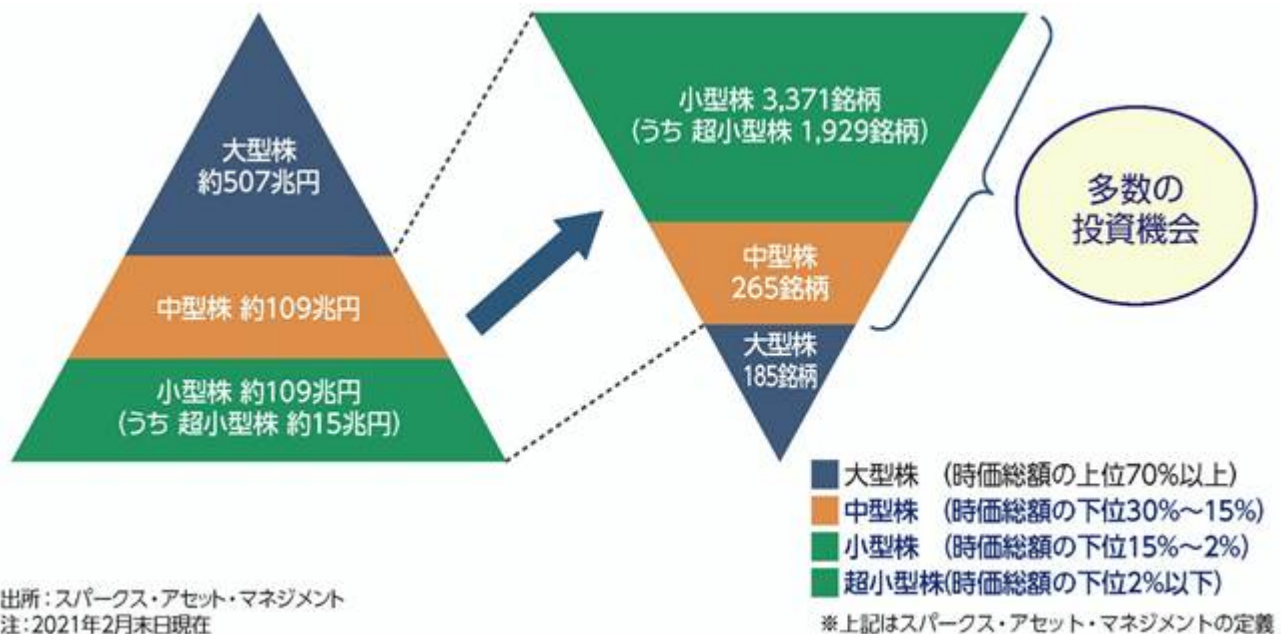 大型株
約507兆円
中型株 約109兆円
小型株 約109兆円
(うち 超小型株 約15兆円)
小型株 3,371銘柄
(うち 超小型株 1,929銘柄)
中型株
265銘柄
大型株
185銘柄
多数の
投資機会
大型株 (時価総額の上位70%以上)
中型株 (時価総額の下位30%～15%)
小型株 (時価総額の下位15%～2%)
超小型株(時価総額の下位2%以下)
出所：スパークス・アセット・マネジメント
注：2021年2月末日現在
※上記はスパークス・アセット・マネジメントの定義